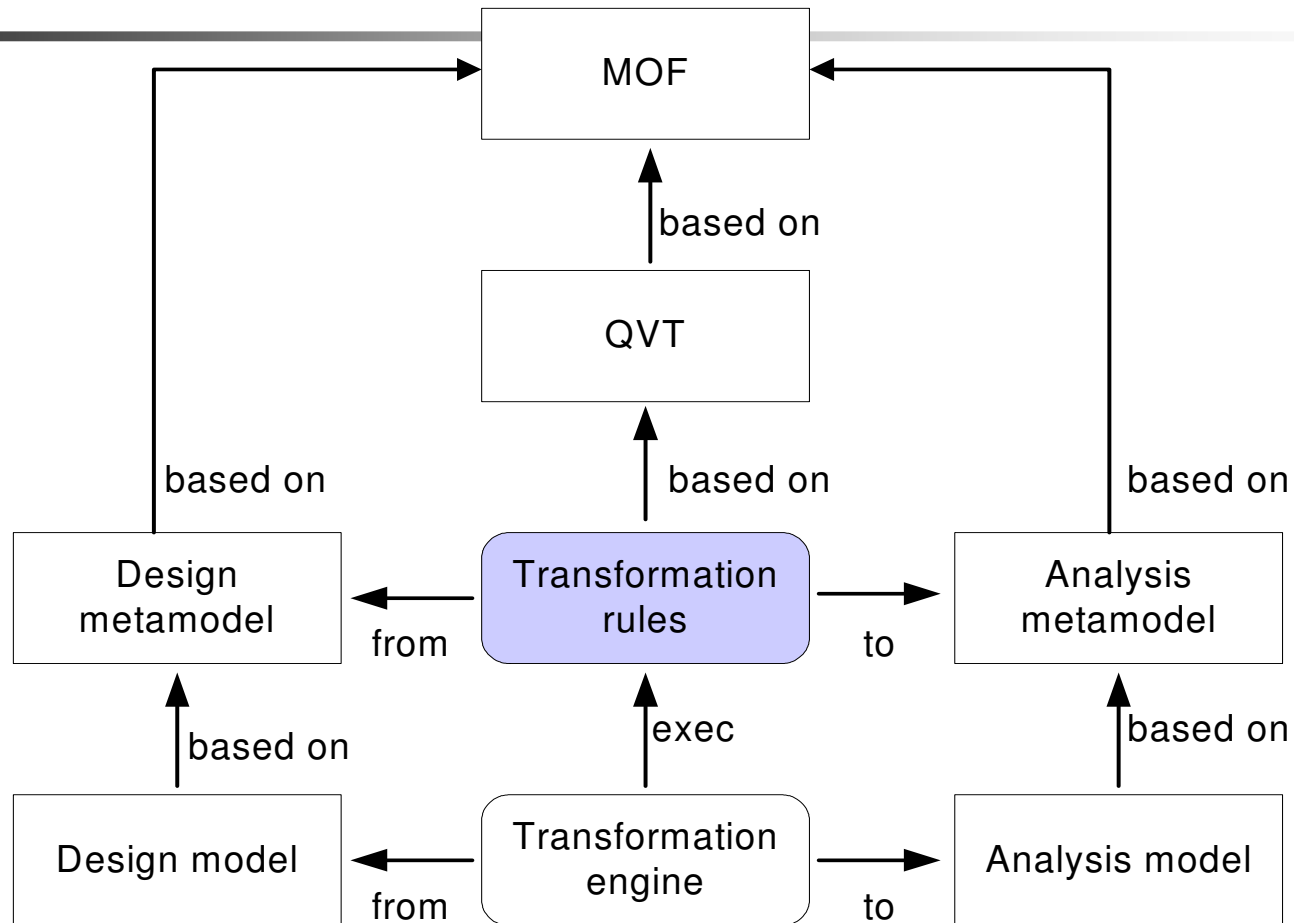 MOF
based on
QVT
based on
based on
based on
Design
metamodel
from
Transformation
rules
to
Analysis
metamodel
based on
exec
based on
Design model
from
Transformation
engine
to
Analysis model